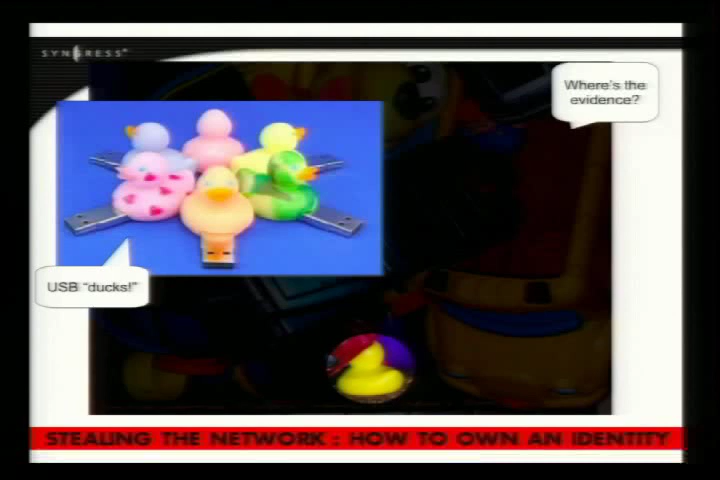 SYNGRESS
Where's the
evidence?
USB "ducks!"
STEALING THE NETWORK : HOW TO OWN AN IDENTITY